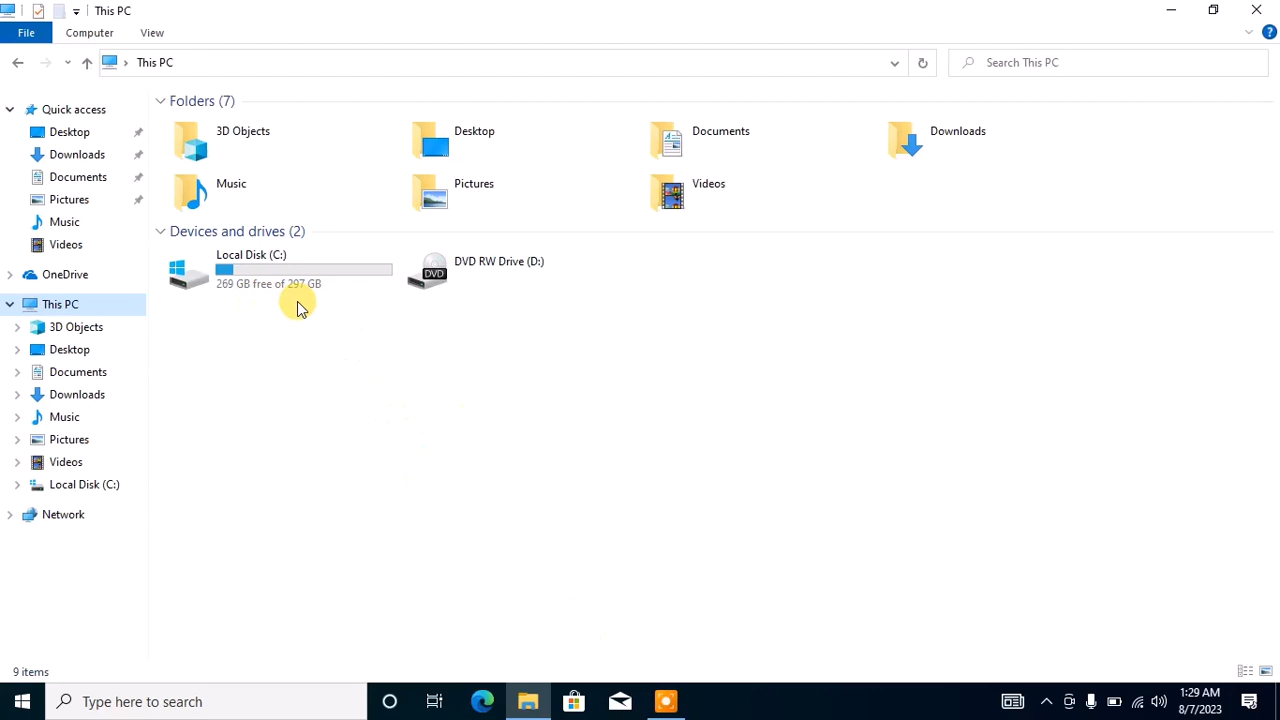 This PC
File Computer View
This PC
Search This PC
Quick access
Desktop
Downloads
Documents
Pictures
Music
Videos
OneDrive
This PC
3D Objects
Desktop
Documents
Downloads
Music
Pictures
Videos
Local Disk (C:)
Network
Folders (7)
3D Objects
Desktop
Documents
Downloads
Music
Pictures
Videos
Devices and drives (2)
Local Disk (C:)
269 GB free of 297 GB
DVD
DVD RW Drive (D:)
9 items
Type here to search
1:29 AM
8/7/2023